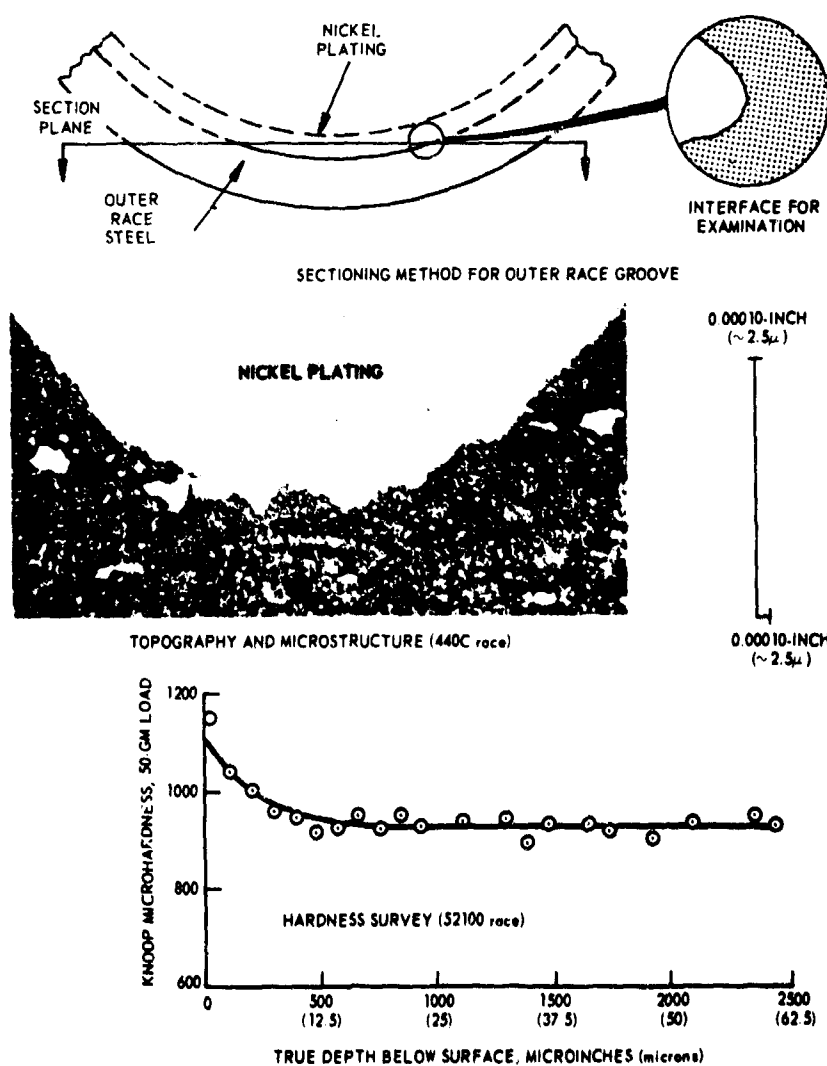 NICKEL
PLATING
SECTION
PLANE
OUTER
RACE
STEEL
INTERFACE FOR
EXAMINATION
SECTIONING METHOD FOR OUTER RACE GROOVE
0.00010-INCH
(~2.5μ)
NICKEL PLATING
0.00010-INCH
(~2.5μ)
TOPOGRAPHY AND MICROSTRUCTURE (440C race)
KNOOP MICROHARDNESS, 50-GM LOAD
1200
1000
800
600
HARDNESS SURVEY (52100 race)
0 500 1000 1500 2000 2500
(12.5) (25) (37.5) (50) (62.5)
TRUE DEPTH BELOW SURFACE, MICROINCHES (microns)